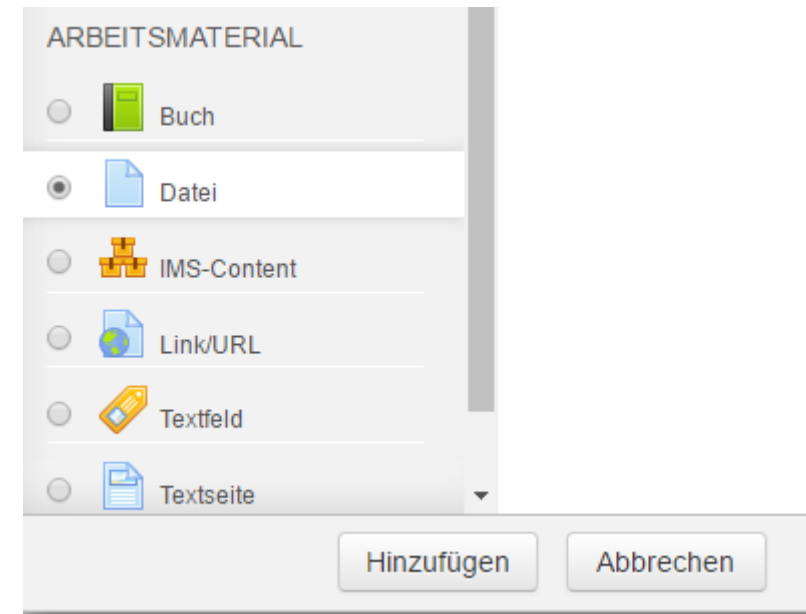 ARBEITSMATERIAL
Buch
Datei
IMS-Content
Link/URL
Textfeld
Textseite
Hinzufügen Abbrechen